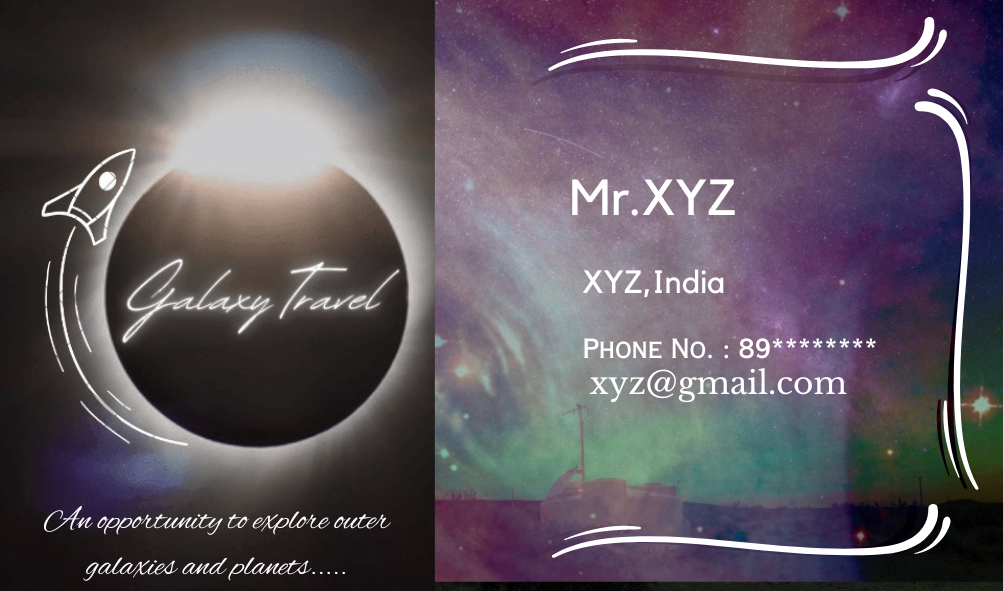 Galaxy Travel
An opportunity to explore outer
galaxies and planets.....
Mr.XYZ
XYZ,India
PHONE NO. : 89********
xyz@gmail.com